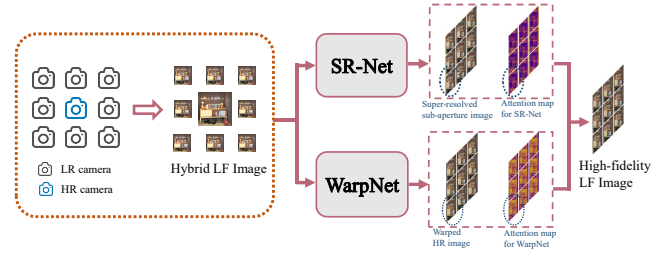 SR-Net
Super-resolved
sub-aperture image
Attention map
for SR-Net
LR camera
HR camera
Hybrid LF Image
WarpNet
Warped
HR image
Attention map
for WarpNet
High-fidelity
LF Image